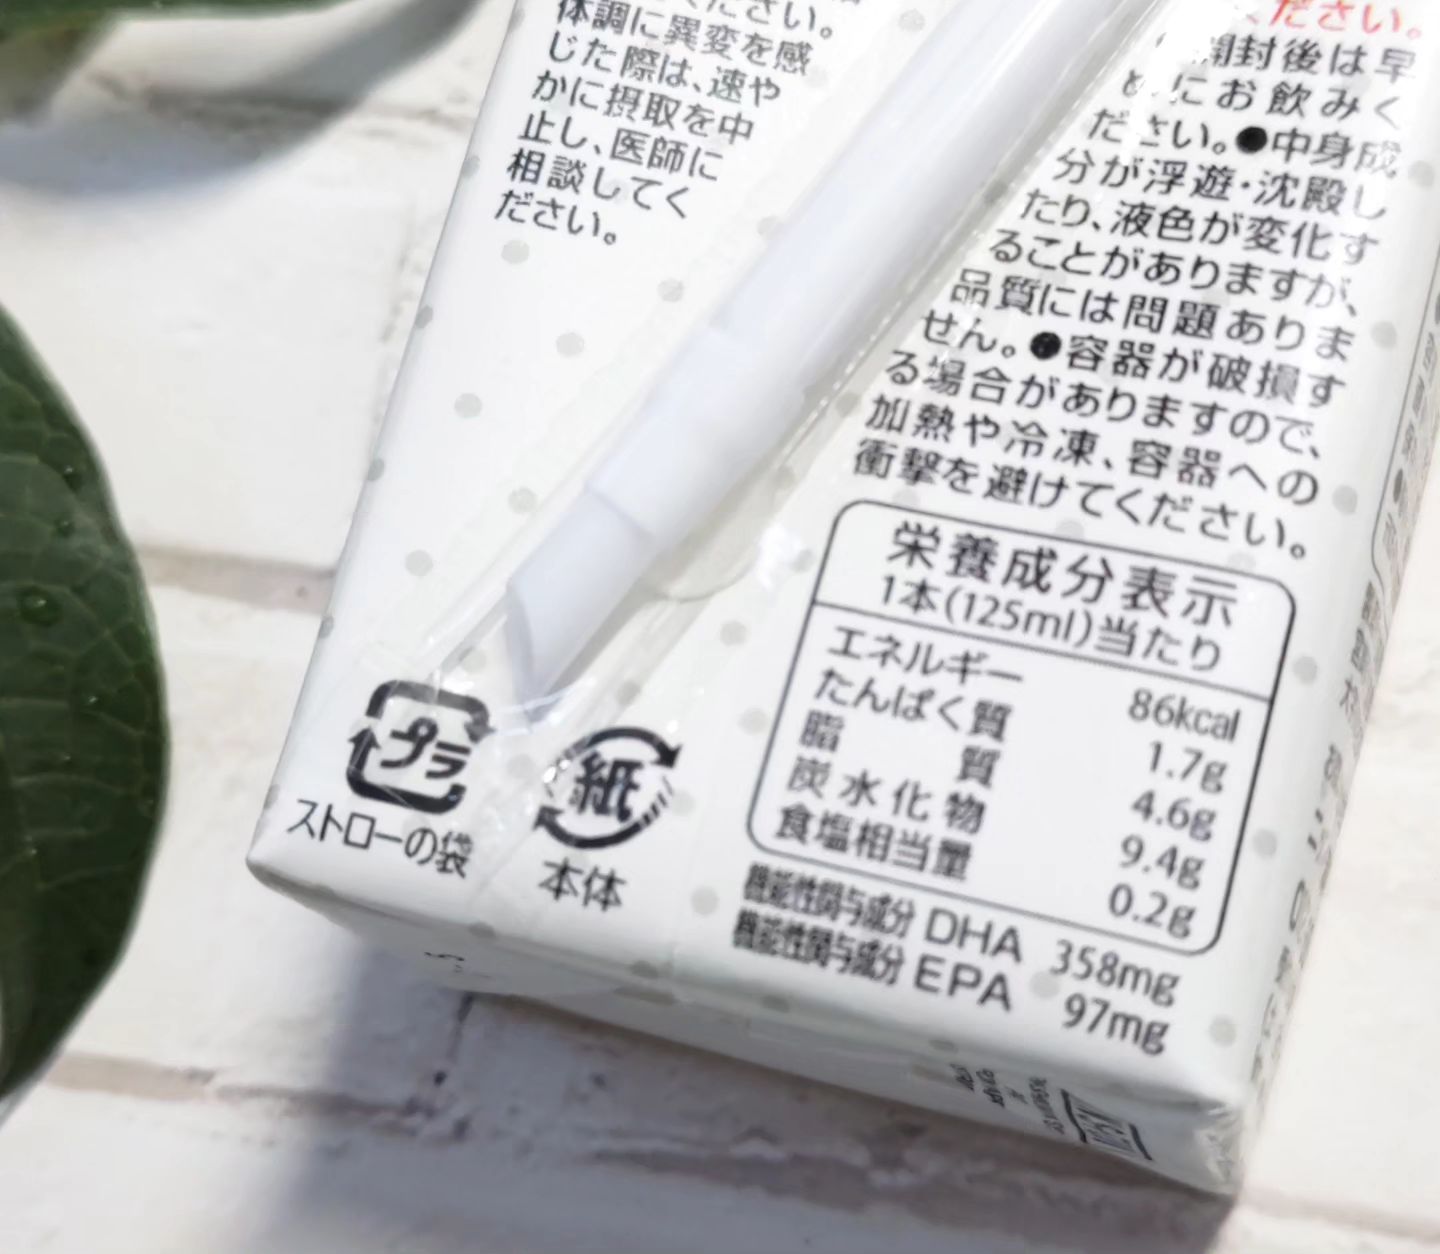 ください。
体調に異変を感
じた際は、速や
かに摂取を中
止し、医師に
相談してく
ださい。
ください。
開封後は早
めにお飲みく
ださい。●中身成
分が浮遊・沈殿し
たり、液色が変化す
ることがありますが、
品質には問題ありま
せん。●容器が破損す
る場合がありますので、
加熱や冷凍、容器への
衝撃を避けてください。
栄養成分表示
1本(125ml)当たり
エネルギー 86kcal
たんぱく質 1.7g
脂質 4.6g
炭水化物 9.4g
食塩相当量 0.2g
機能性関与成分 DHA 358mg
機能性関与成分 EPA 97mg
プラ
ストローの袋
紙
本体